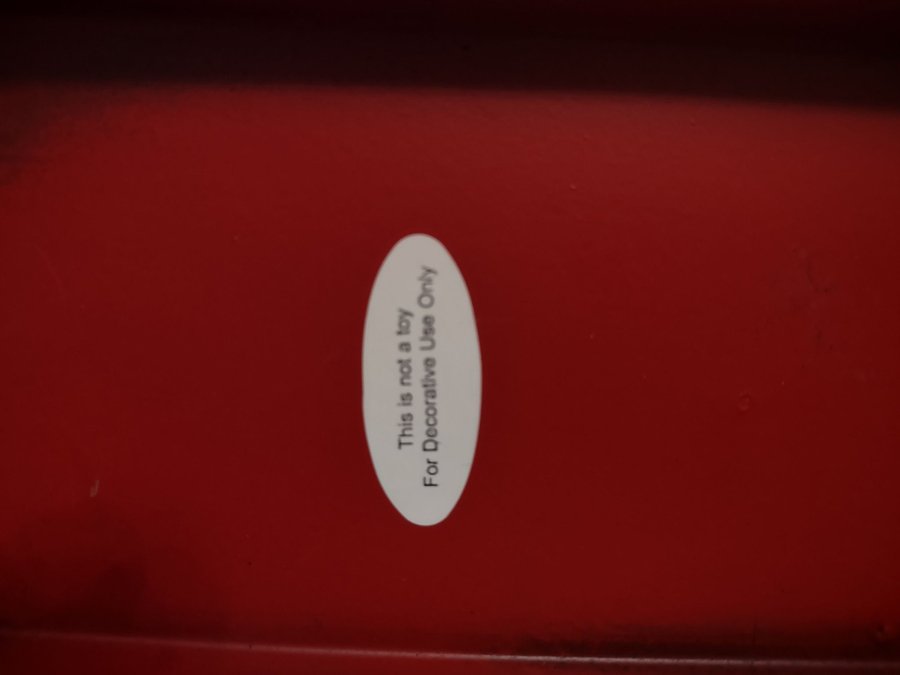 This is not a toy
For Decorative Use Only